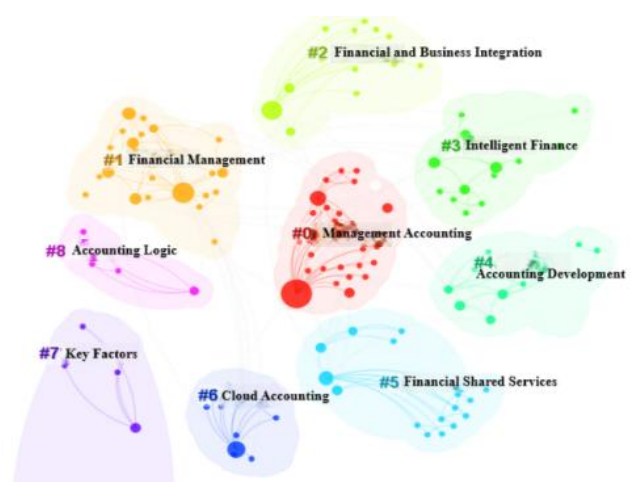 #2 Financial and Business Integration
#3 Intelligent Finance
#1 Financial Management
#0 Management Accounting
#8 Accounting Logic
#4
Accounting Development
#7 Key Factors
#5 Financial Shared Services
#6 Cloud Accounting